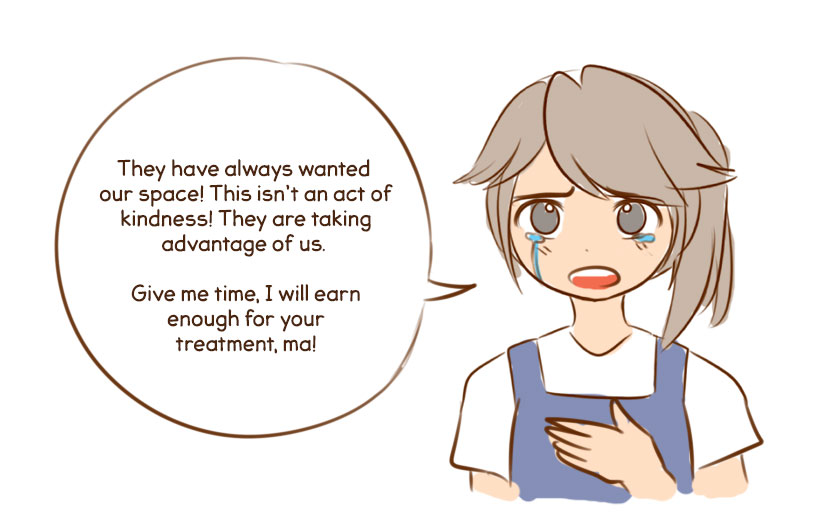 They have always wanted
our space! This isn't an act of
kindness! They are taking
advantage of us.
Give me time, I will earn
enough for your
treatment, ma!